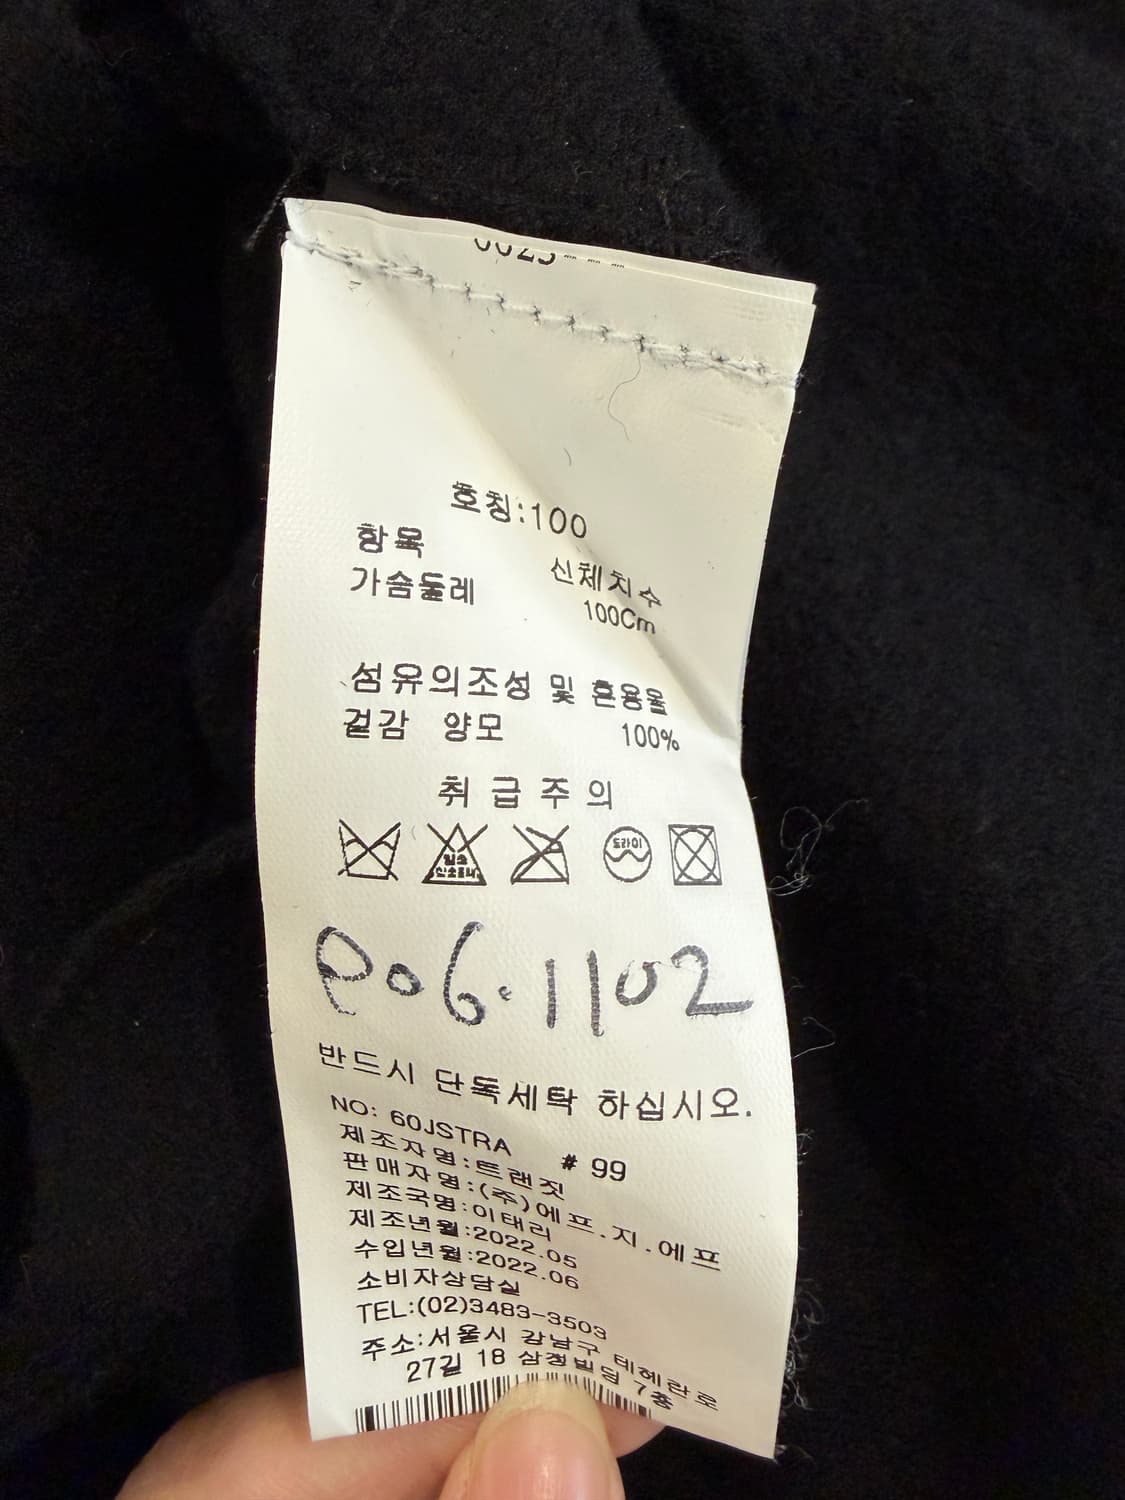 호칭:100
항목 신체치수
가슴둘레 100Cm
섬유의조성 및 혼용율
겉감 양모 100%
취급주의
드라이
906.1102
반드시 단독세탁 하십시오.
NO: 60JSTRA # 99
제조자명:트랜짓
판매자명:(주)에프.지.에프
제조국명:이태리
제조년월:2022.05
수입년월:2022.06
소비자상담실
TEL:(02)3483-3503
주소:서울시 강남구 테헤란로
27길 18 삼정빌딩 7층